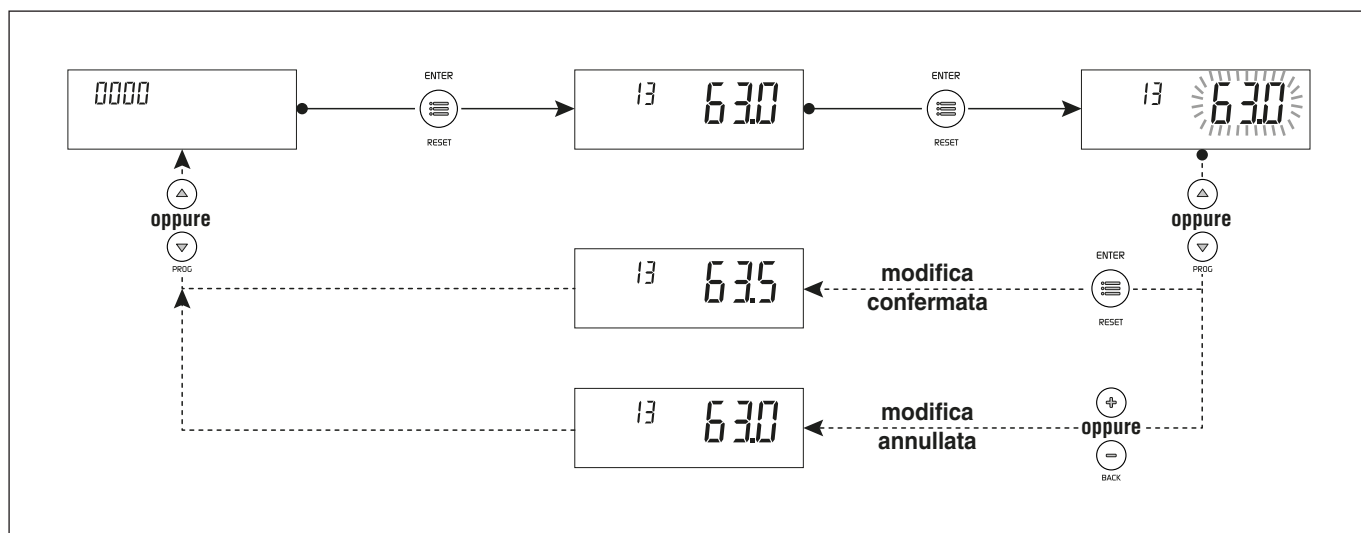 0000
ENTER
RESET
13 63.0
ENTER
RESET
13 63.0
oppure
PROG
oppure
PROG
13 63.5
modifica
confermata
ENTER
RESET
13 63.0
modifica
annullata
oppure
BACK